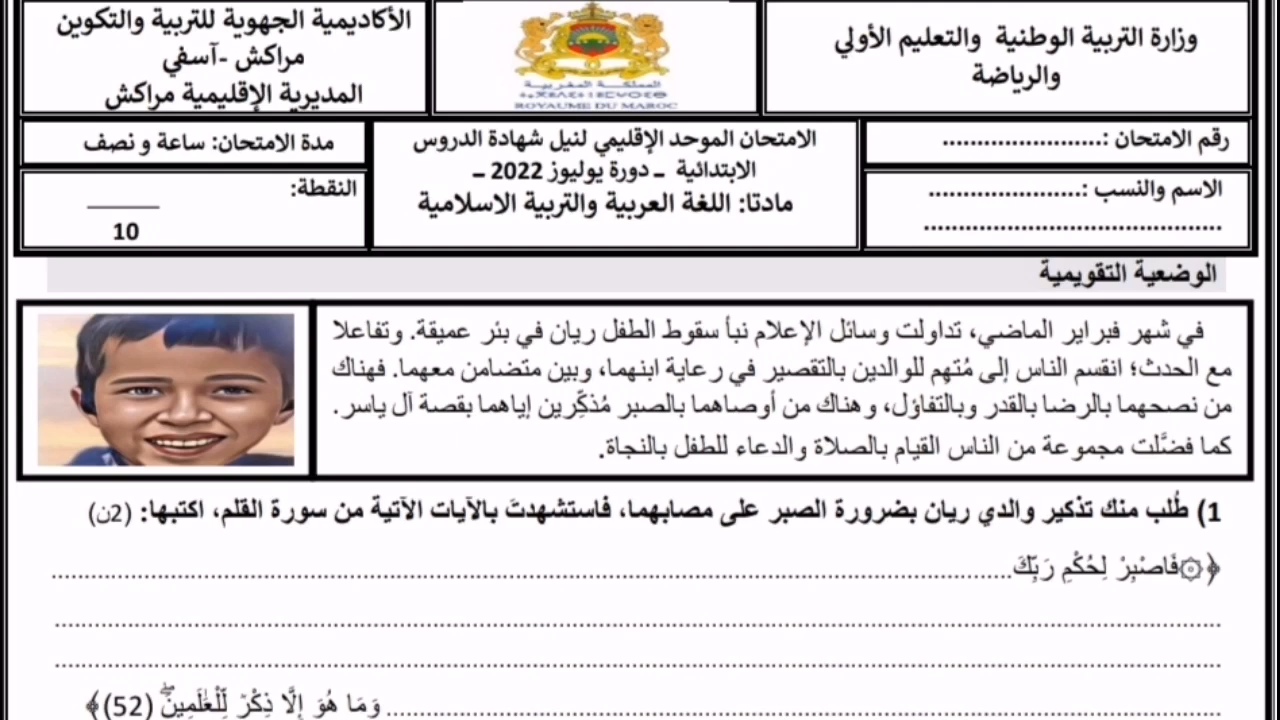 وزارة التربية الوطنية والتعليم الأولي
والرياضة
المملكة المغربية
ROYAUME DU MAROC
الأكاديمية الجهوية للتربية والتكوين
مراكش -آسفي
المديرية الإقليمية مراكش
رقم الامتحان :........................
الاسم والنسب :.......................
............................................
الامتحان الموحد الإقليمي لنيل شهادة الدروس
الابتدائية ـ دورة يوليوز 2022 ـ
مادتا: اللغة العربية والتربية الاسلامية
مدة الامتحان: ساعة و نصف
النقطة:
10
الوضعية التقويمية
في شهر فبراير الماضي، تداولت وسائل الإعلام نبأ سقوط الطفل ريان في بئر عميقة. وتفاعلا
مع الحدث؛ انقسم الناس إلى مُتهِم للوالدين بالتقصير في رعاية ابنهما، وبين متضامن معهما. فهناك
من نصحهما بالرضا بالقدر وبالتفاؤل، وهناك من أوصاهما بالصبر مُذكِّرين إياهما بقصة آل ياسر.
كما فضَّلت مجموعة من الناس القيام بالصلاة والدعاء للطفل بالنجاة.
1) طُلب منك تذكير والدي ريان بضرورة الصبر على مصابهما، فاستشهدتَ بالآيات الآتية من سورة القلم، اكتبها: (2ن)
﴿۞فَاصْبِرْ لِحُكْمِ رَبِّكَ............................................................
............................................................
............................................................
............................................................ وَمَا هُوَ إِلَّا ذِكْرٌ لِّلْعَٰلَمِينَۖ (52)﴾